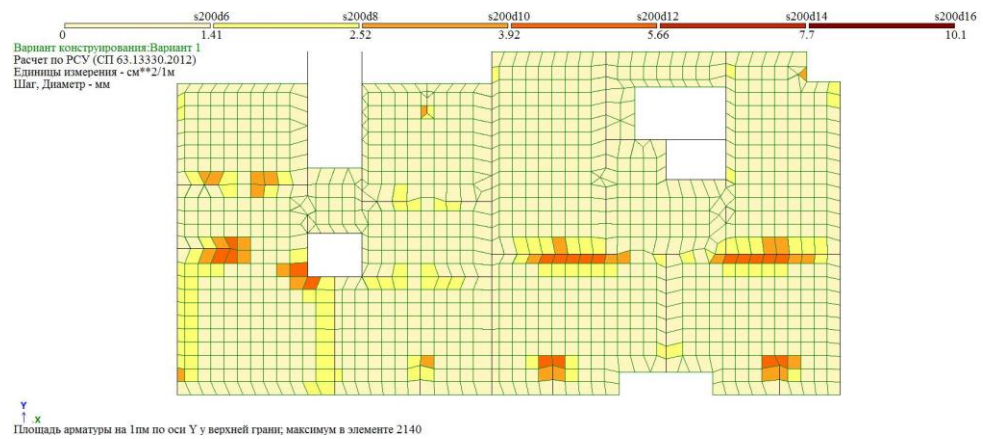 s200d6 s200d8 s200d10 s200d12 s200d14 s200d16
0 1.41 2.52 3.92 5.66 7.7 10.1
Вариант конструирования:Вариант 1
Расчет по РСУ (СП 63.13330.2012)
Единицы измерения - см**2/1м
Шаг, Диаметр - мм
Y
X
Площадь арматуры на 1пм по оси Y у верхней грани; максимум в элементе 2140